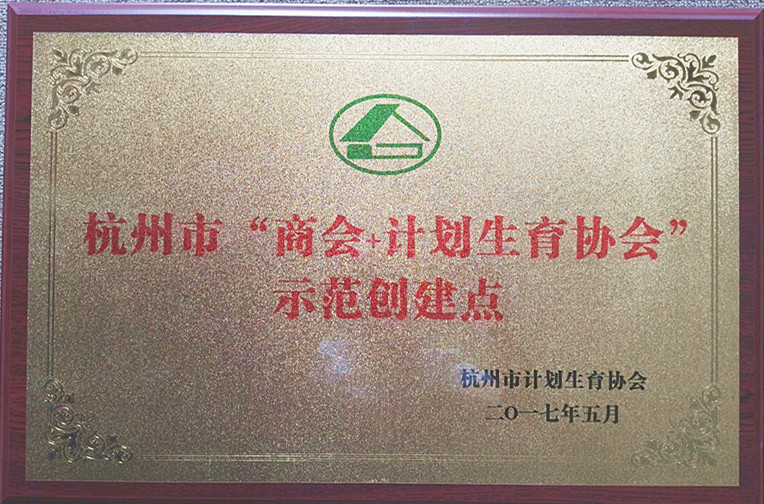 杭州市“商会+计划生育协会”
示范创建点
杭州市计划生育协会
二〇一七年五月